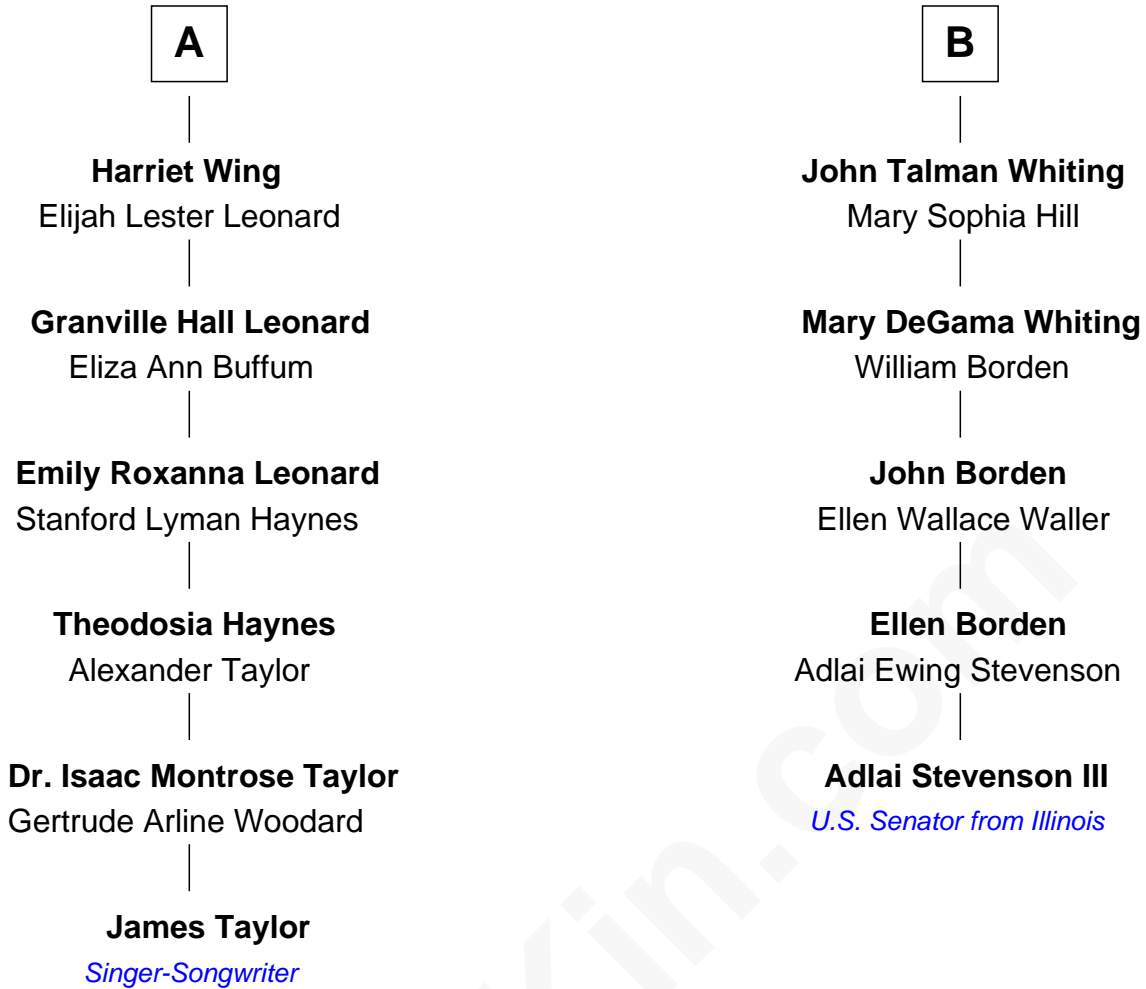 A
Harriet Wing
Elijah Lester Leonard
Granville Hall Leonard
Eliza Ann Buffum
Emily Roxanna Leonard
Stanford Lyman Haynes
Theodosia Haynes
Alexander Taylor
Dr. Isaac Montrose Taylor
Gertrude Arline Woodard
James Taylor
Singer-Songwriter
B
John Talman Whiting
Mary Sophia Hill
Mary DeGama Whiting
William Borden
John Borden
Ellen Wallace Waller
Ellen Borden
Adlai Ewing Stevenson
Adlai Stevenson III
U.S. Senator from Illinois
Kin.com